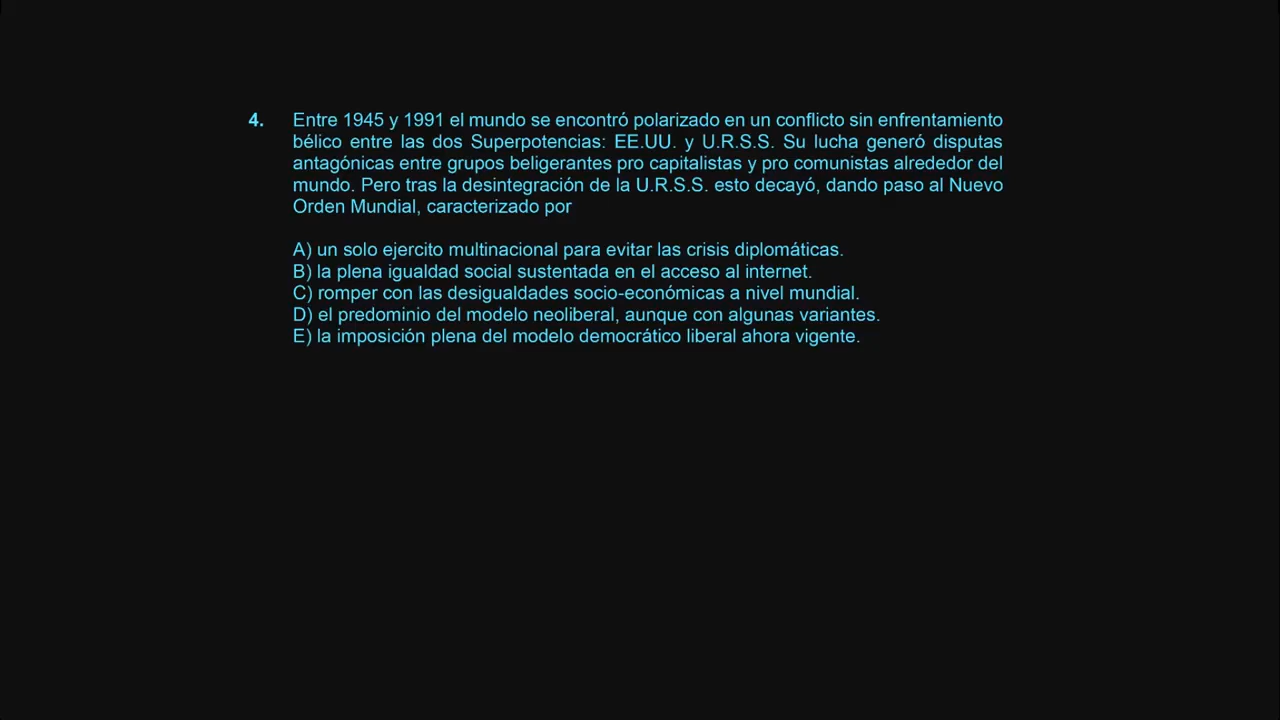 4. Entre 1945 y 1991 el mundo se encontró polarizado en un conflicto sin enfrentamiento
bélico entre las dos Superpotencias: EE.UU. y U.R.S.S. Su lucha generó disputas
antagónicas entre grupos beligerantes pro capitalistas y pro comunistas alrededor del
mundo. Pero tras la desintegración de la U.R.S.S. esto decayó, dando paso al Nuevo
Orden Mundial, caracterizado por
A) un solo ejercito multinacional para evitar las crisis diplomáticas.
B) la plena igualdad social sustentada en el acceso al internet.
C) romper con las desigualdades socio-económicas a nivel mundial.
D) el predominio del modelo neoliberal, aunque con algunas variantes.
E) la imposición plena del modelo democrático liberal ahora vigente.